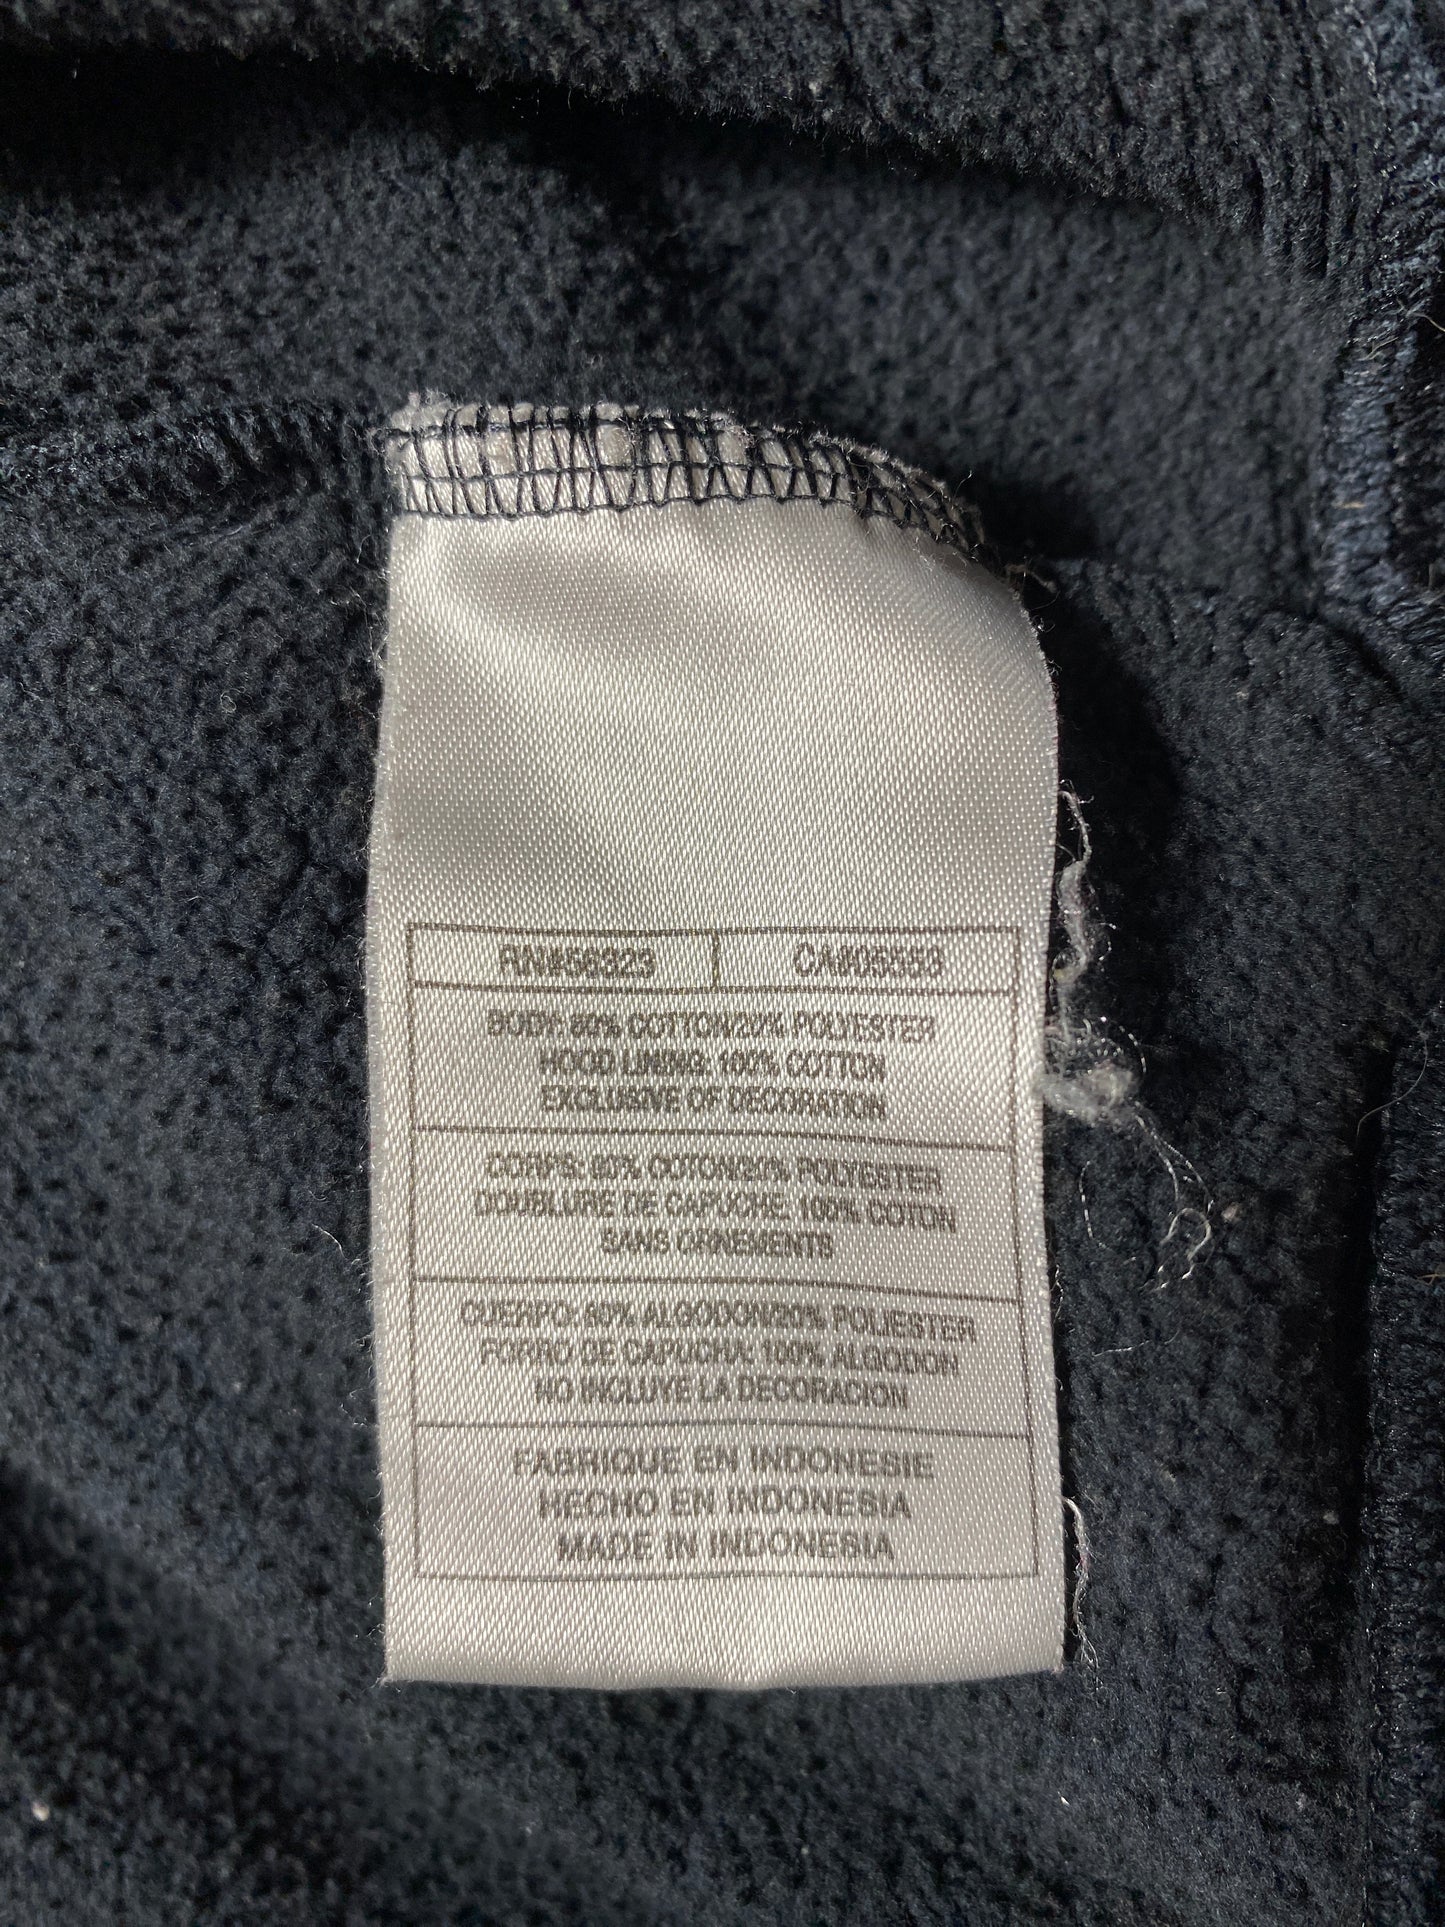 RN#56323 CA#05553
BODY: 80% COTTON/20% POLYESTER
HOOD LINING: 100% COTTON
EXCLUSIVE OF DECORATION
CORPS: 80% COTON/20% POLYESTER
DOUBLURE DE CAPUCHE: 100% COTON
SANS ORNEMENTS
CUERPO: 80% ALGODON/20% POLIESTER
FORRO DE CAPUCHA: 100% ALGODON
NO INCLUYE LA DECORACION
FABRIQUE EN INDONESIE
HECHO EN INDONESIA
MADE IN INDONESIA